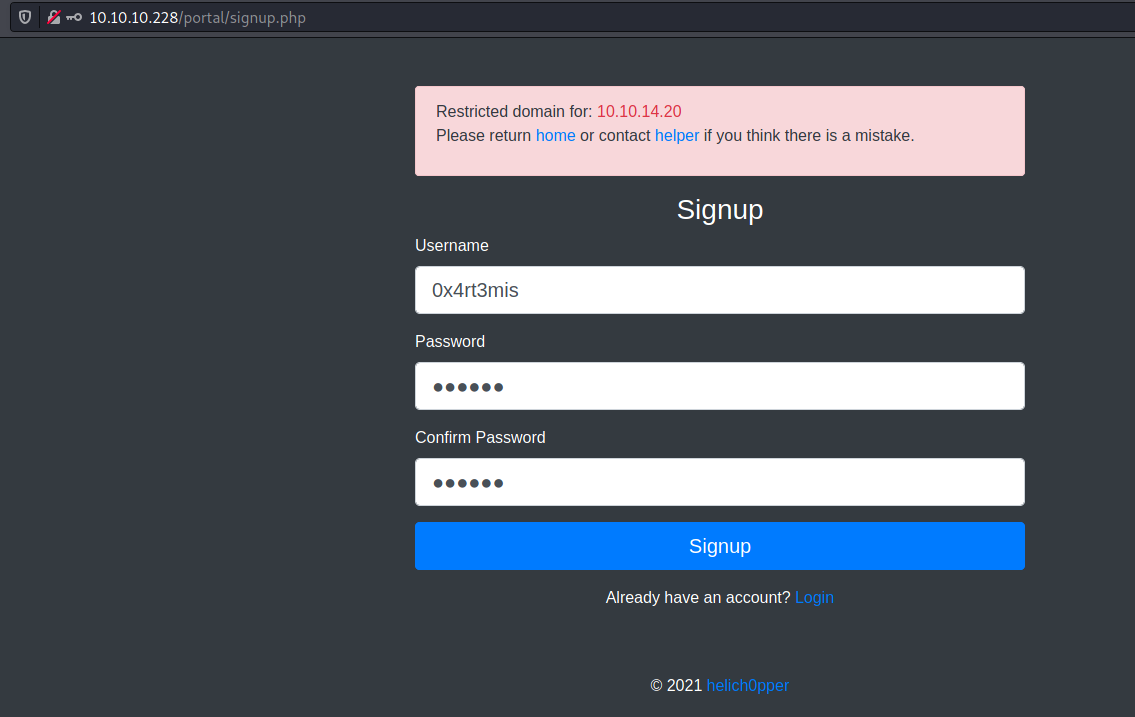 10.10.10.228/portal/signup.php
Restricted domain for: 10.10.14.20
Please return home or contact helper if you think there is a mistake.
Signup
Username
0x4rt3mis
Password
●●●●●●
Confirm Password
●●●●●●
Signup
Already have an account? Login
© 2021 helich0pper